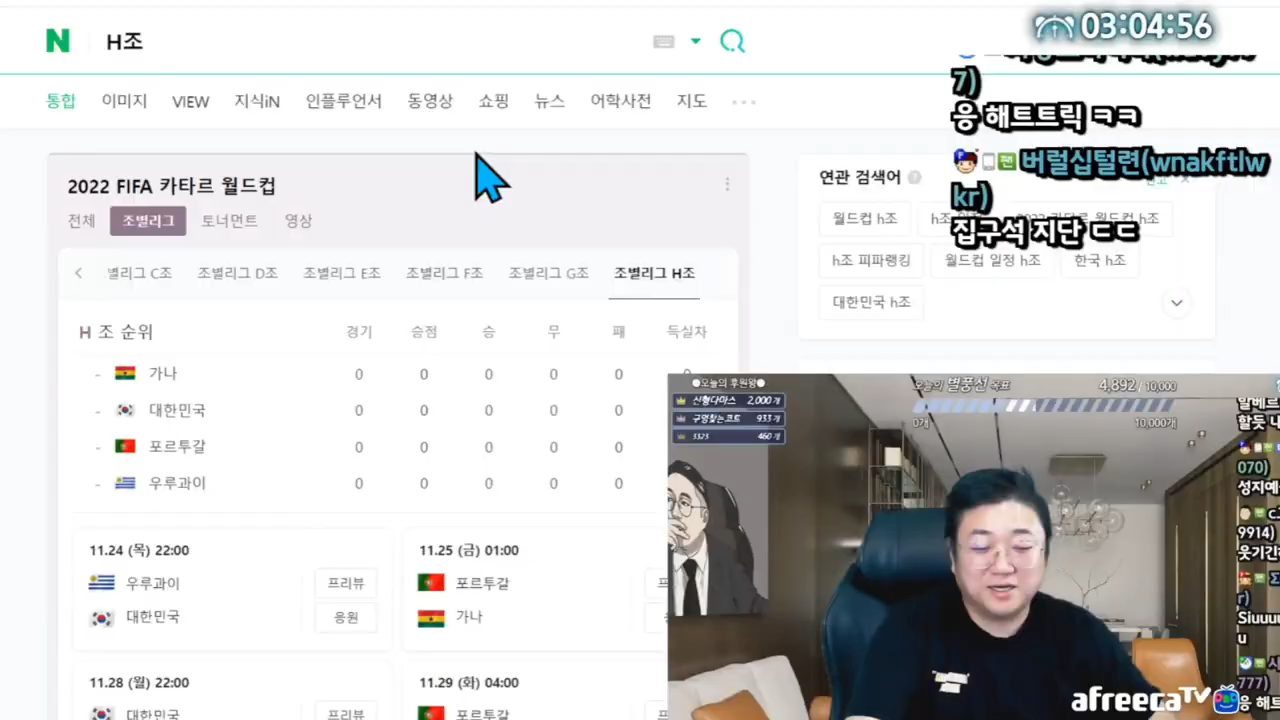 N H조
03:04:56
통합 이미지 VIEW 지식iN 인플루언서 동영상 쇼핑 뉴스 어학사전 지도
7)
응 해트트릭 ㅋㅋ
버럴십털련(wnakftlw
kr)
집구석 지단 ㄷㄷ
2022 FIFA 카타르 월드컵
전체 조별리그 토너먼트 영상
별리그 C조 조별리그 D조 조별리그 E조 조별리그 F조 조별리그 G조 조별리그 H조
H 조 순위 경기 승점 승 무 패 득실차
- 가나 0 0 0 0 0 0
- 대한민국 0 0 0 0 0
- 포르투갈 0 0 0 0 0
- 우루과이 0 0 0 0 0
11.24 (목) 22:00
우루과이 프리뷰
대한민국 응원
11.25 (금) 01:00
포르투갈
가나
11.28 (월) 22:00
대한민국 프리뷰
11.29 (화) 04:00
포르투갈
연관 검색어
월드컵 h조
h조 피파랭킹 월드컵 일정 h조 한국 h조
대한민국 h조
●오늘의 후원왕●
신형다마스 2,000개
구멍찾는코트 933개
3323 460개
오늘의 별풍선 목표 4,892 / 10,000
0개 10,000개
할듯 내
070)
성지예
9914)
웃기긴
r)
Siuuu
u
777)
응 해트
afreecaTV